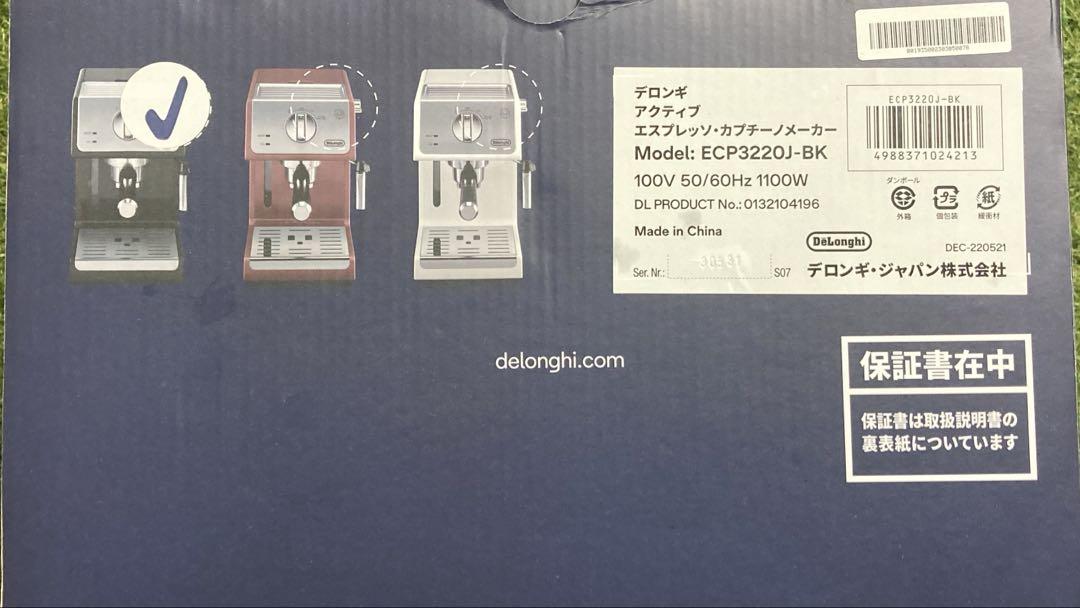 デロンギ
アクティブ
エスプレッソ・カプチーノメーカー
Model: ECP3220J-BK
100V 50/60Hz 1100W
DL PRODUCT No.: 0132104196
Made in China
Ser. Nr.:
S07
ECP3220J-BK
4988371024213
ダンボール
外箱
プラ
個包装
紙
緩衝材
DeLonghi
DEC-220521
デロンギ・ジャパン株式会社
delonghi.com
保証書在中
保証書は取扱説明書の
裏表紙についています